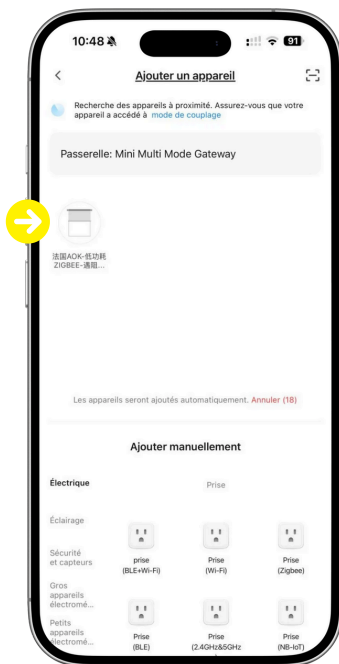 10:48
91
Ajouter un appareil
Recherche des appareils à proximité. Assurez-vous que votre
appareil a accédé à mode de couplage
Passerelle: Mini Multi Mode Gateway
法国AOK-低功耗
ZIGBEE-遇阻...
Les appareils seront ajoutés automatiquement. Annuler (18)
Ajouter manuellement
Électrique
Prise
Éclairage
Sécurité
et capteurs
Gros
appareils
électromé...
Petits
appareils
électromé...
prise
(BLE+Wi-Fi)
Prise
(Wi-Fi)
Prise
(Zigbee)
Prise
(BLE)
Prise
(2.4GHz&5GHz
Prise
(NB-IoT)